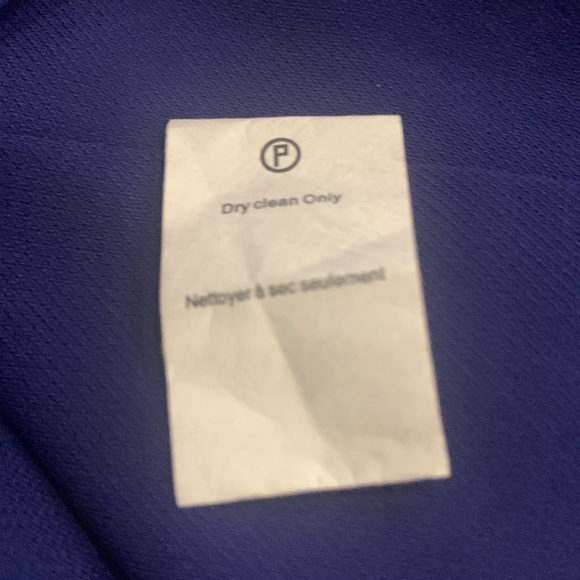 P
Dry clean Only
Nettoyer à sec seulement